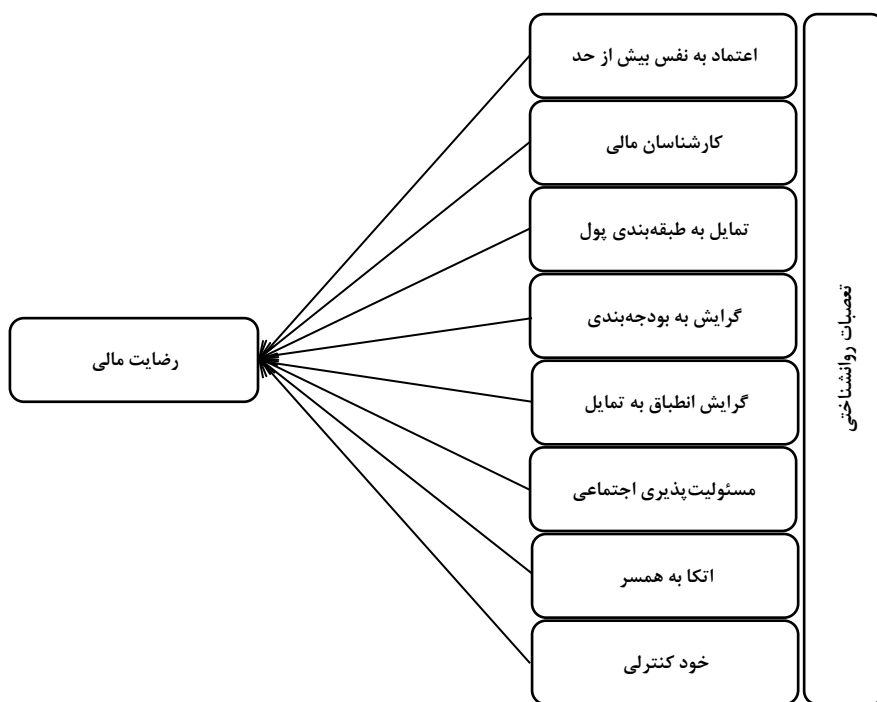 اعتماد به نفس بیش از حد
کارشناسان مالی
تمایل به طبقه‌بندی پول
گرایش به بودجه‌بندی
گرایش انطباق به تمایل
مسئولیت‌پذیری اجتماعی
اتکا به همسر
خود کنترلی
تعصبات روانشناختی
رضایت مالی